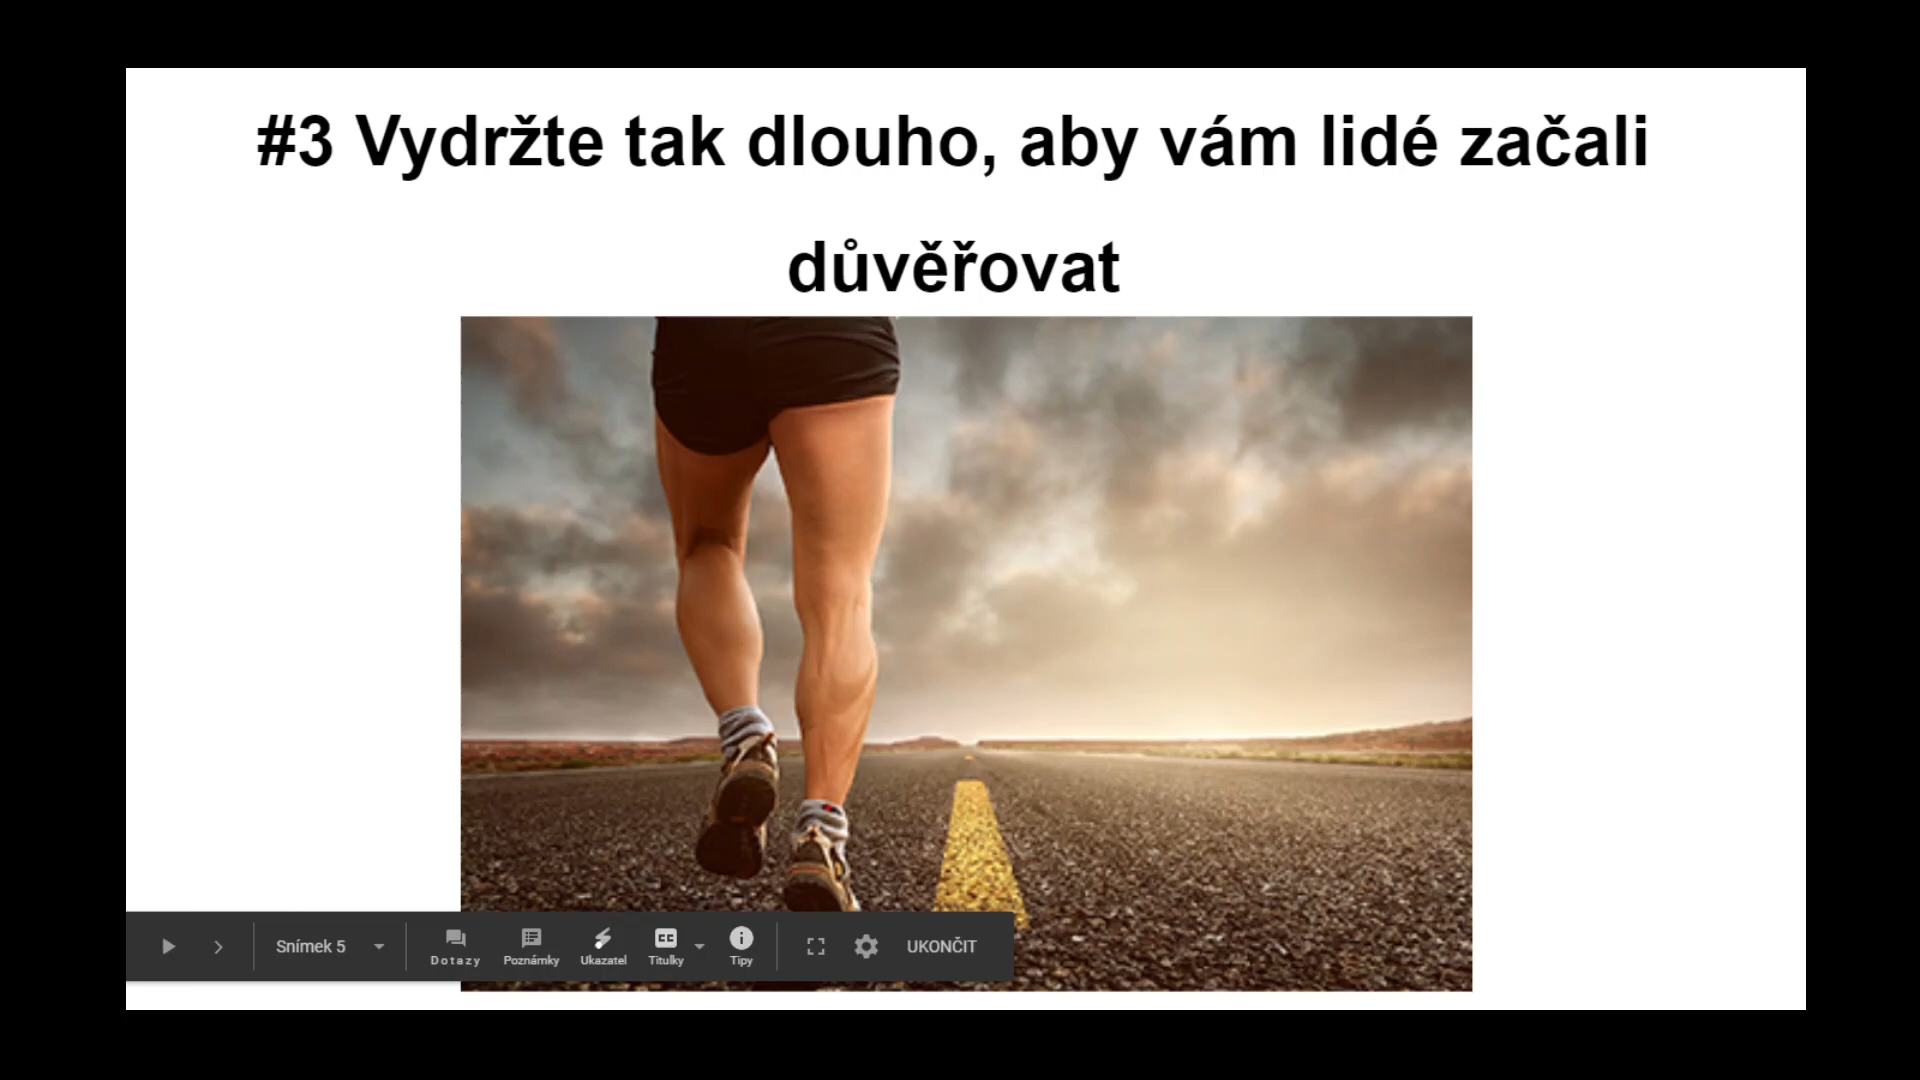 #3 Vydržte tak dlouho, aby vám lidé začali
důvěřovat
Snímek 5
Dotazy
Poznámky
Ukazatel
Titulky
Tipy
UKONČIT